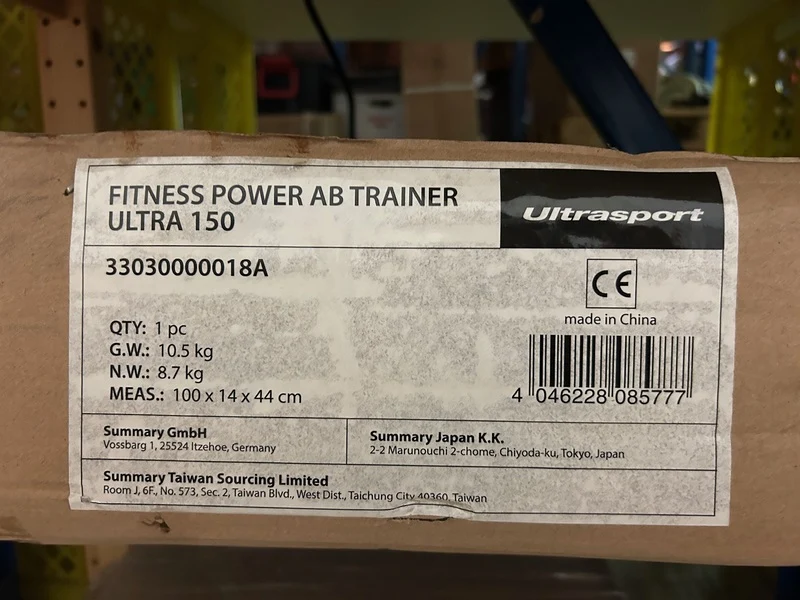 FITNESS POWER AB TRAINER
ULTRA 150
Ultrasport
33030000018A
CE
made in China
QTY: 1 pc
G.W.: 10.5 kg
N.W.: 8.7 kg
MEAS.: 100 x 14 x 44 cm
4 046228 085777
Summary GmbH
Vossbarg 1, 25524 Itzehoe, Germany
Summary Japan K.K.
2-2 Marunouchi 2-chome, Chiyoda-ku, Tokyo, Japan
Summary Taiwan Sourcing Limited
Room J, 6F., No. 573, Sec. 2, Taiwan Blvd., West Dist., Taichung City 40360, Taiwan